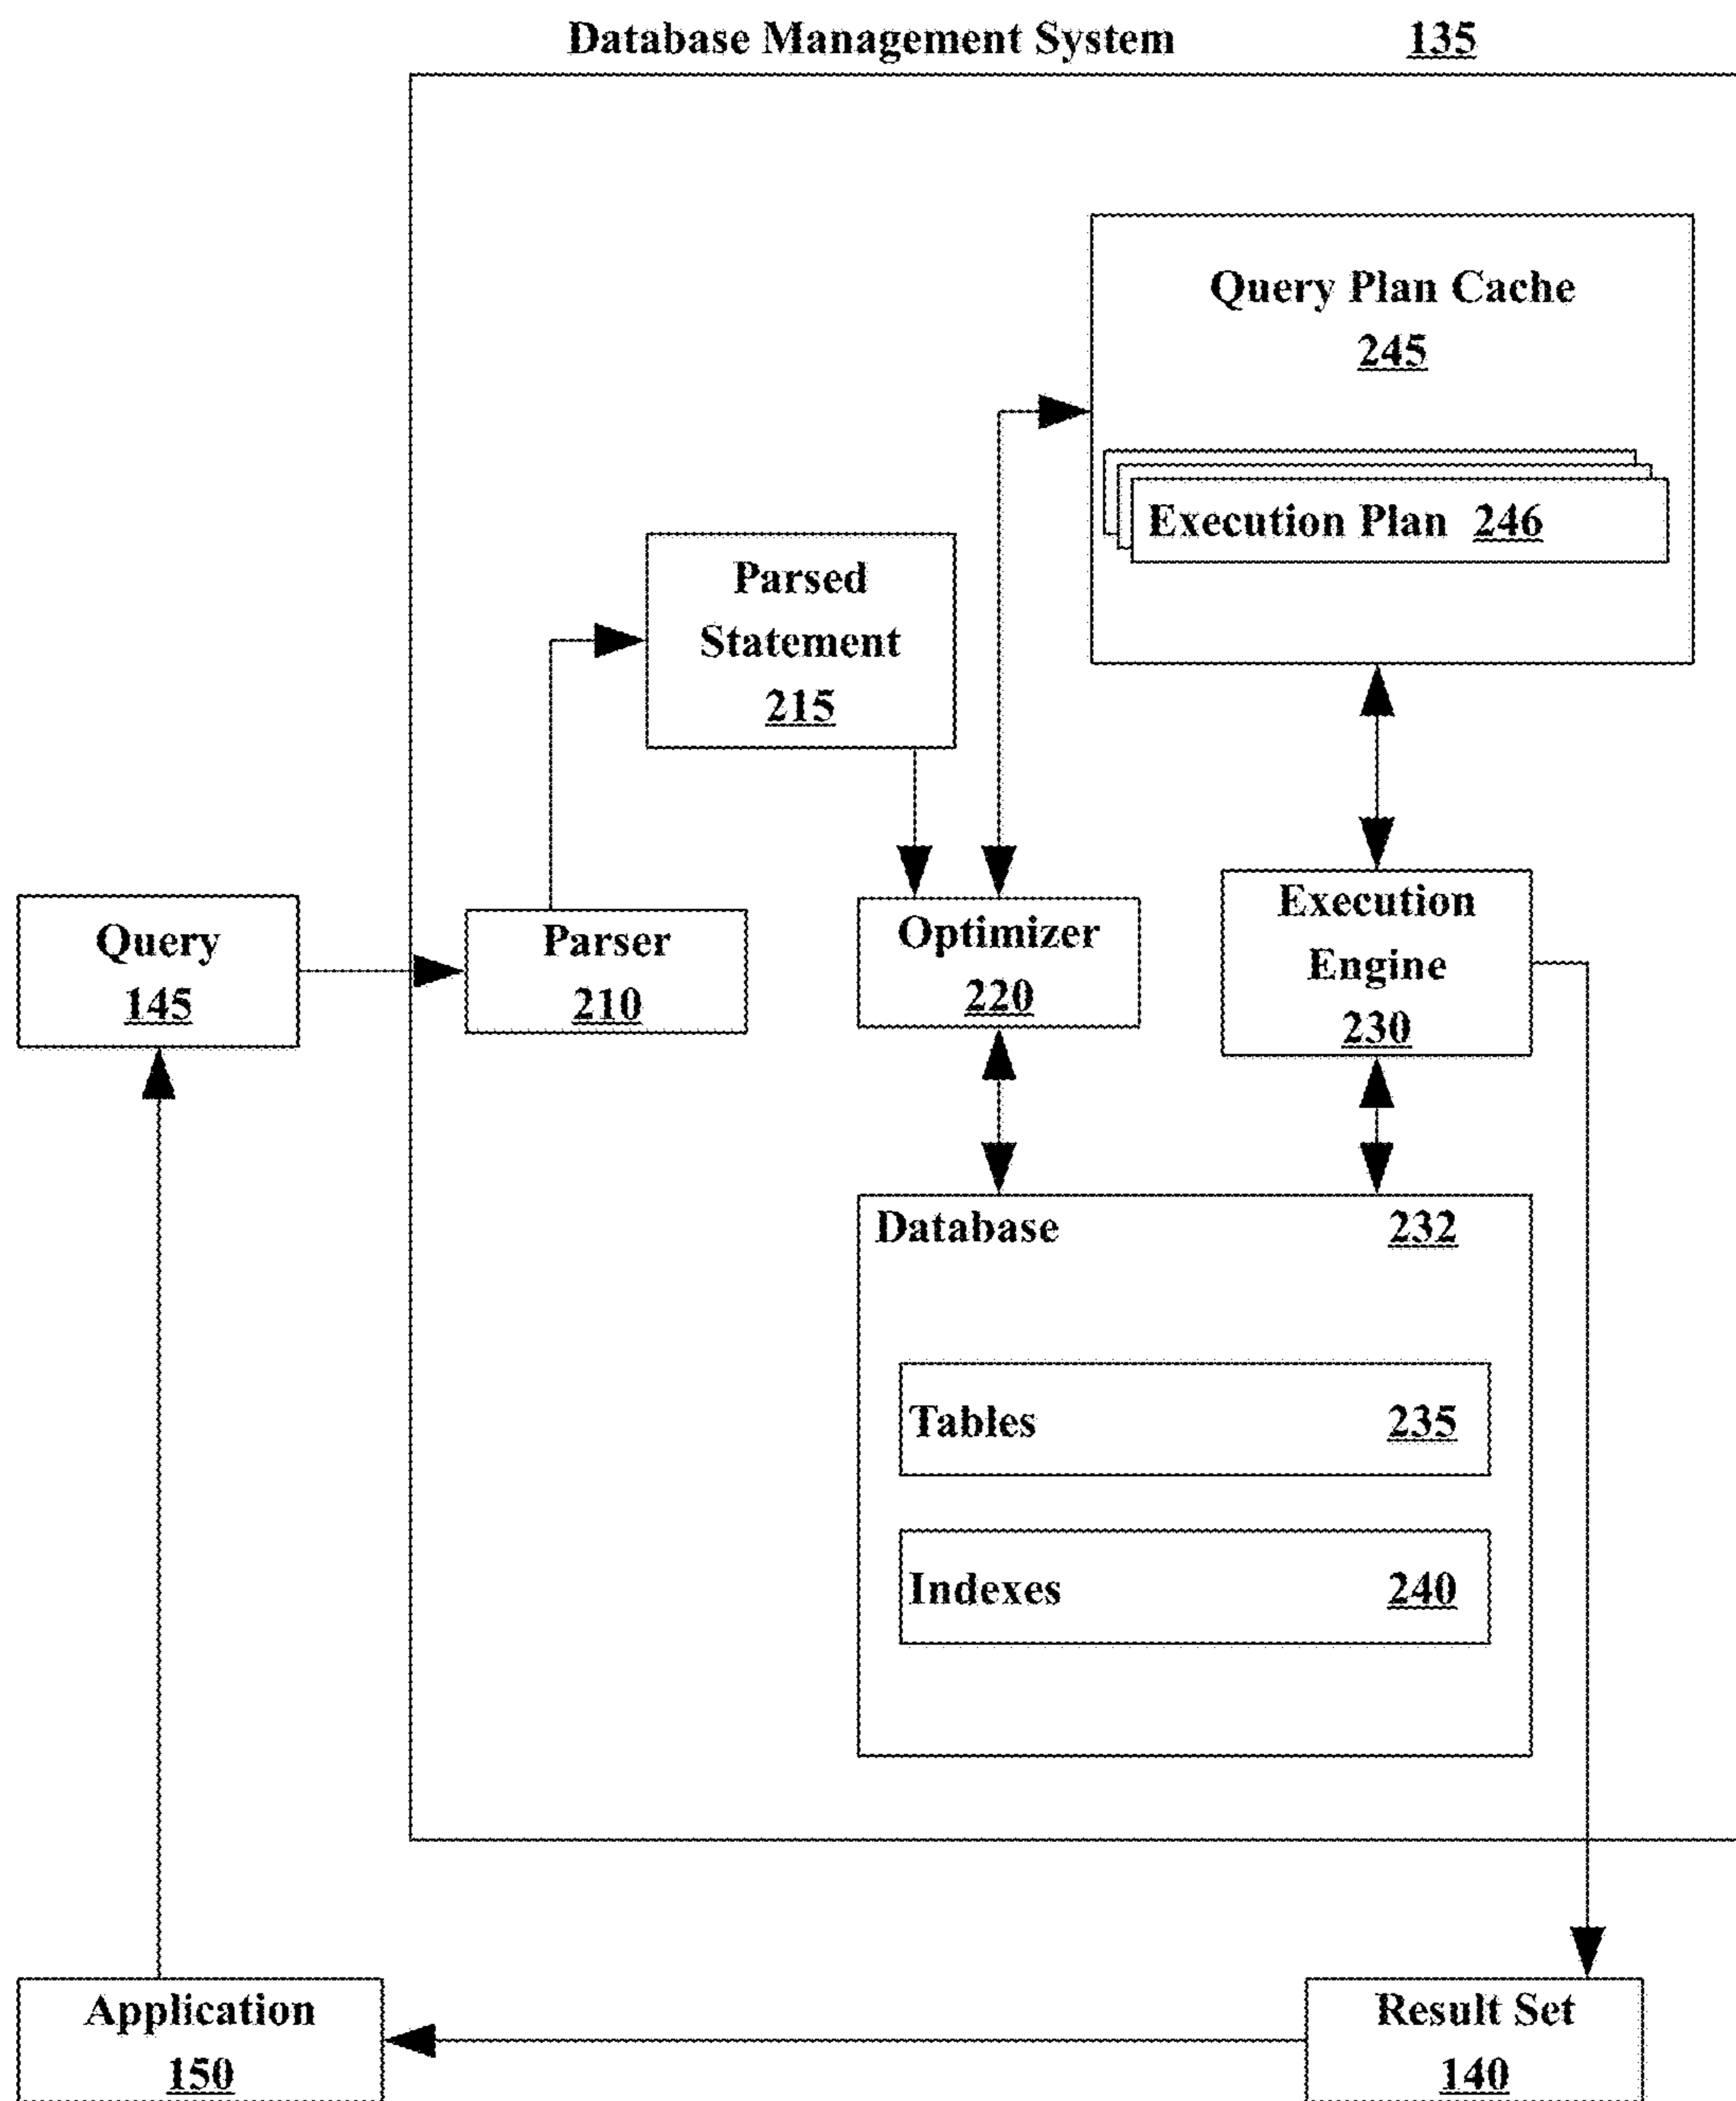 Database Management System 135
Query Plan Cache
245
Execution Plan 246
Parsed
Statement
215
Query
145
Parser
210
Optimizer
220
Execution
Engine
230
Database 232
Tables 235
Indexes 240
Application
150
Result Set
140